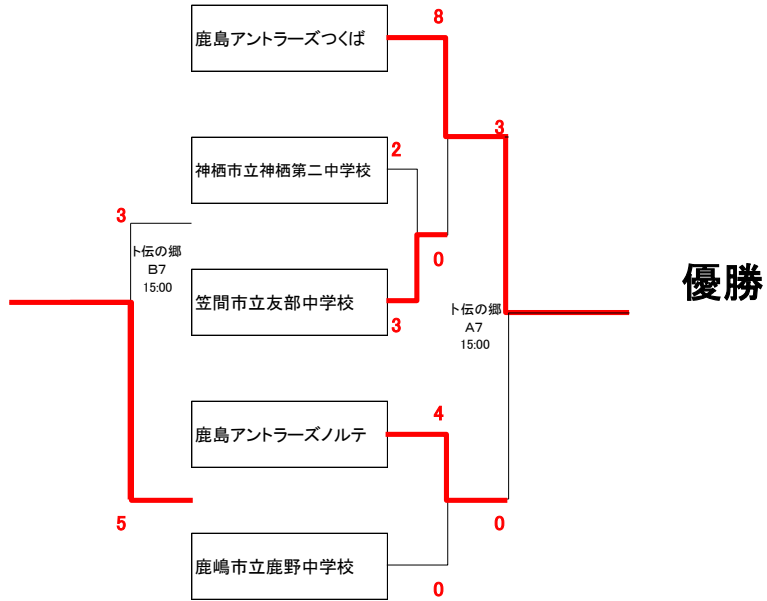 8
鹿島アントラーズつくば
3
2
神栖市立神栖第二中学校
3
ト伝の郷
B7
15:00
0
優勝
笠間市立友部中学校
3
ト伝の郷
A7
15:00
4
鹿島アントラーズノルテ
5
0
鹿嶋市立鹿野中学校
0